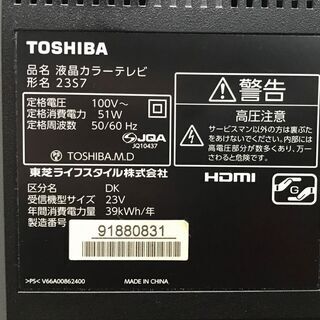 TOSHIBA
品名 液晶カラーテレビ
形名 23S7
定格電圧 100V～
定格消費電力 51W
定格周波数 50/60 Hz
JQA
JQ10437
TOSHIBA.M.D
東芝ライフスタイル株式会社
区分名 DK
受信機型サイズ 23V
年間消費電力量 39kWh/年
製造番号
91880831
>PS< V66A00862400
MADE IN CHINA
警告
高圧注意
サービスマン以外の方は裏ぶたをあけないでください。内部には高電圧部分が数多くあり、万一さわると危険です。
HDMI
G